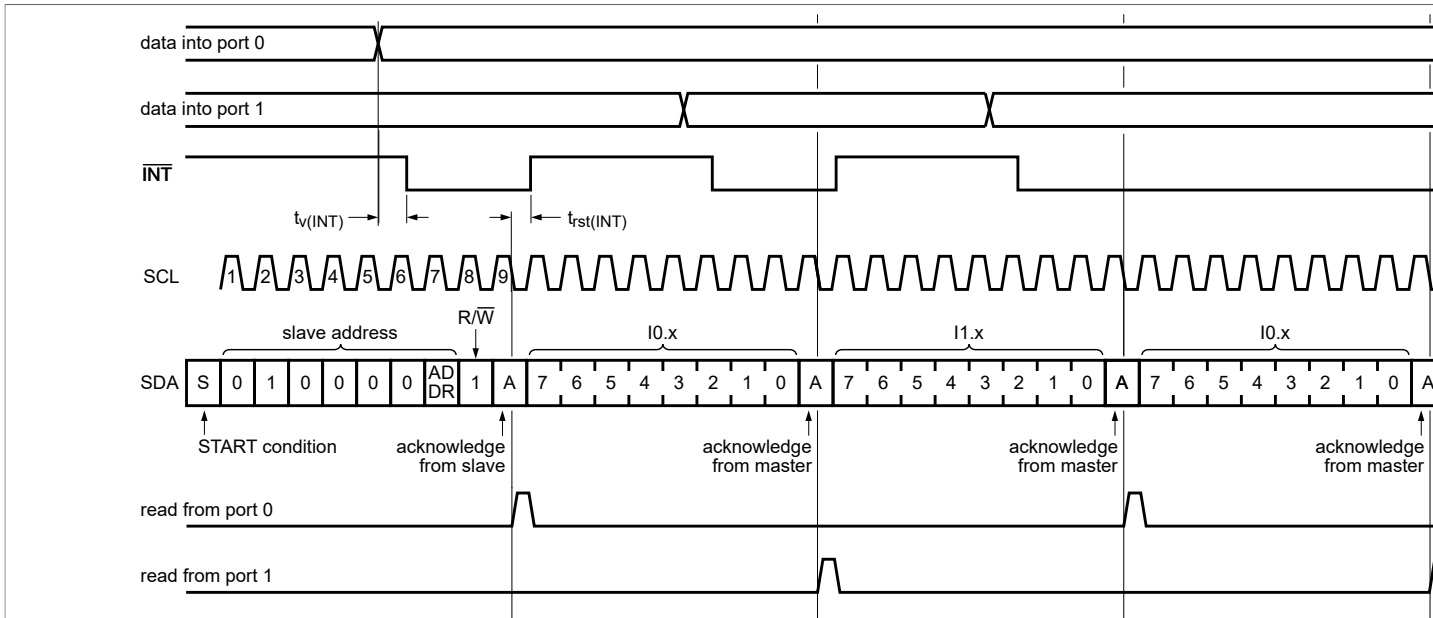 data into port 0
data into port 1
INT
tv(INT)
trst(INT)
SCL
1 2 3 4 5 6 7 8 9
R/W
slave address
I0.x
I1.x
I0.x
SDA
S 0 1 0 0 0 0 AD DR 1 A 7 6 5 4 3 2 1 0 A 7 6 5 4 3 2 1 0 A 7 6 5 4 3 2 1 0 A
START condition
acknowledge
from slave
acknowledge
from master
acknowledge
from master
acknowledge
from master
read from port 0
read from port 1